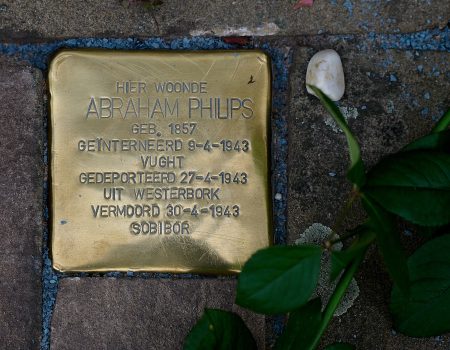 HIER WOONDE
ABRAHAM PHILIPS
GEB. 1857
GEÏNTERNEERD 9-4-1943
VUGHT
GEDEPORTEERD 27-4-1943
UIT WESTERBORK
VERMOORD 30-4-1943
SOBIBOR